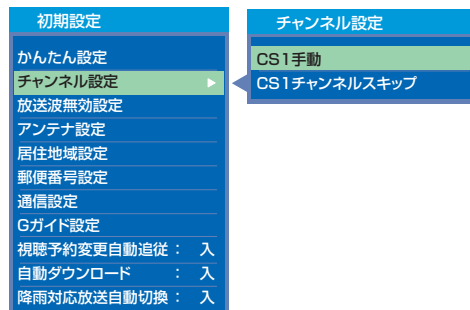 初期設定
かんたん設定
チャンネル設定
放送波無効設定
アンテナ設定
居住地域設定
郵便番号設定
通信設定
Gガイド設定
視聴予約変更自動追従： 入
自動ダウンロード ： 入
降雨対応放送自動切換： 入
チャンネル設定
CS1手動
CS1チャンネルスキップ